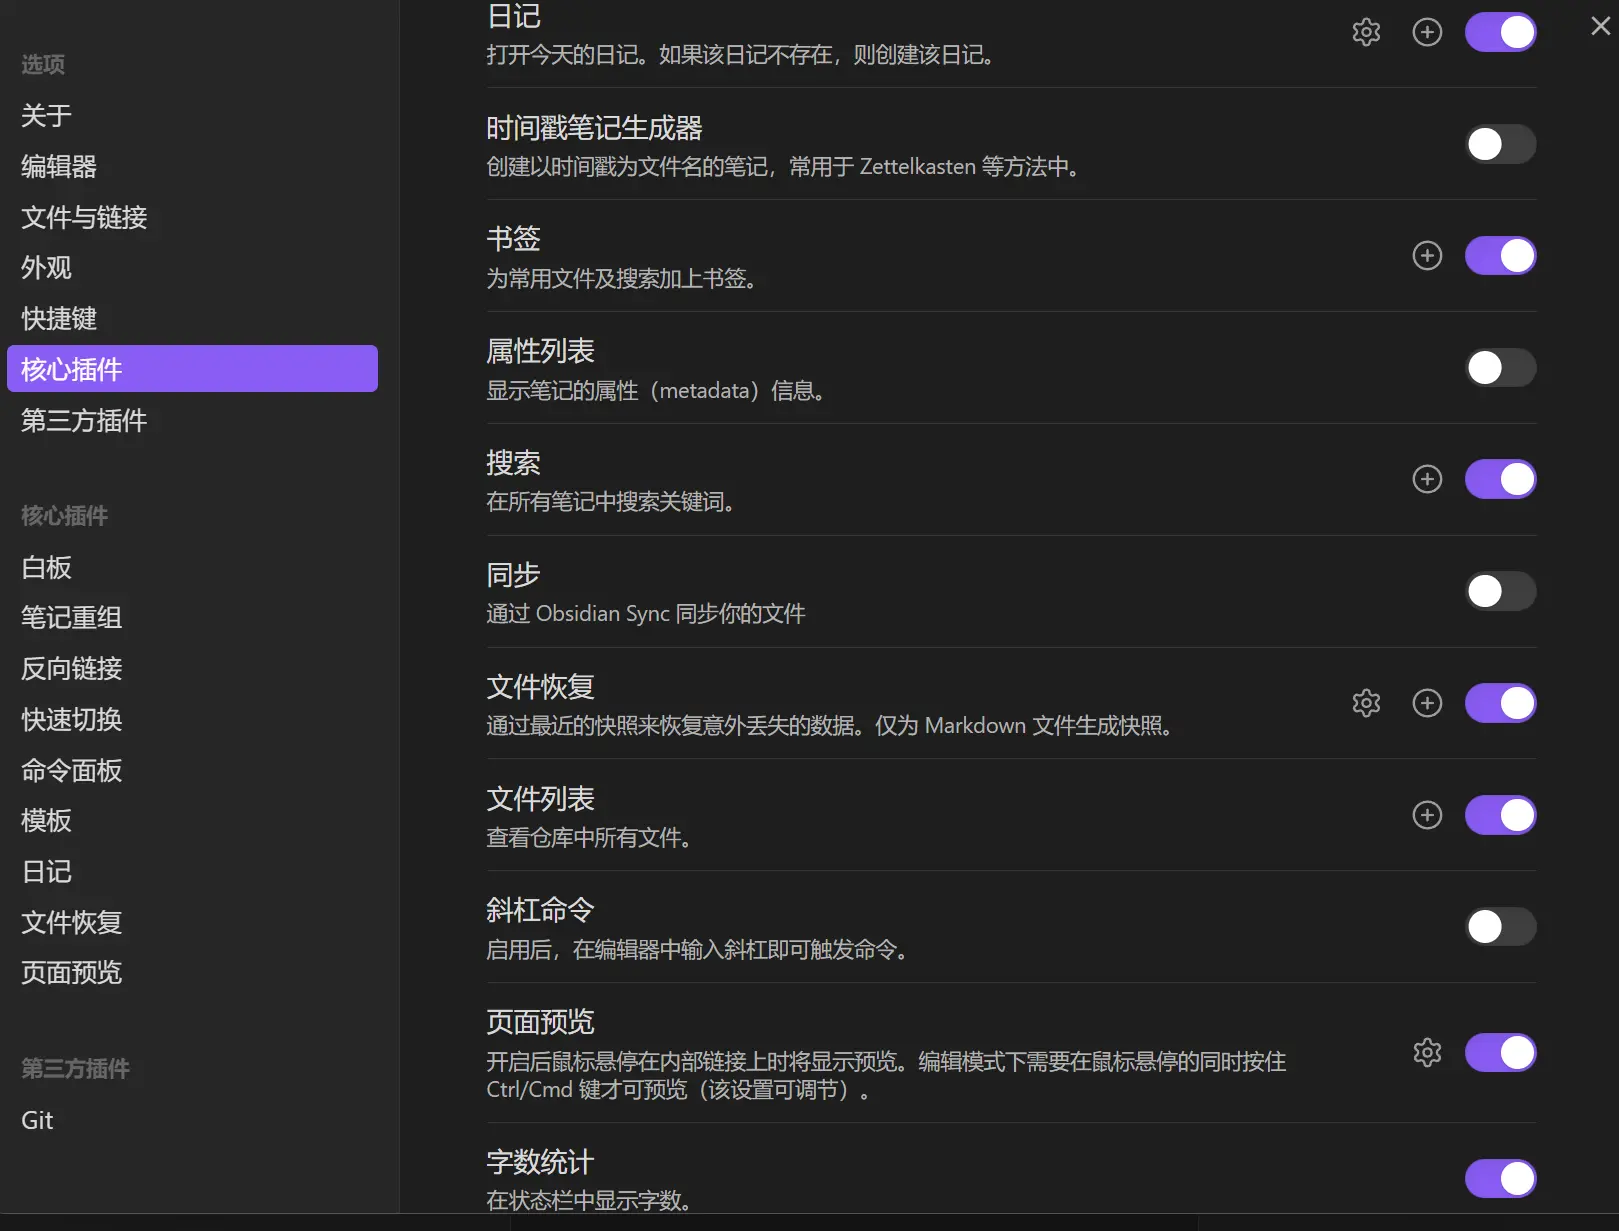 选项
关于
编辑器
文件与链接
外观
快捷键
核心插件
第三方插件
核心插件
白板
笔记重组
反向链接
快速切换
命令面板
模板
日记
文件恢复
页面预览
第三方插件
Git
日记
打开今天的日记。如果该日记不存在，则创建该日记。
时间戳笔记生成器
创建以时间戳为文件名的笔记，常用于 Zettelkasten 等方法中。
书签
为常用文件及搜索加上书签。
属性列表
显示笔记的属性（metadata）信息。
搜索
在所有笔记中搜索关键词。
同步
通过 Obsidian Sync 同步你的文件
文件恢复
通过最近的快照来恢复意外丢失的数据。仅为 Markdown 文件生成快照。
文件列表
查看仓库中所有文件。
斜杠命令
启用后，在编辑器中输入斜杠即可触发命令。
页面预览
开启后鼠标悬停在内部链接上时将显示预览。编辑模式下需要在鼠标悬停的同时按住
Ctrl/Cmd 键才可预览（该设置可调节）。
字数统计
在状态栏中显示字数。